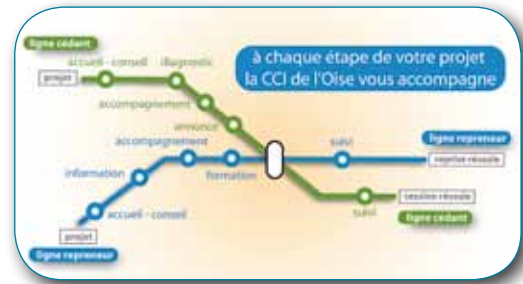 ligne cédant
accueil - conseil
diagnostic
projet
à chaque étape de votre projet
la CCI de l'Oise vous accompagne
accompagnement
annonce
accompagnement
suivi
ligne repreneur
reprise réussie
information
formation
cession réussie
accueil - conseil
suivi
ligne cédant
projet
ligne repreneur